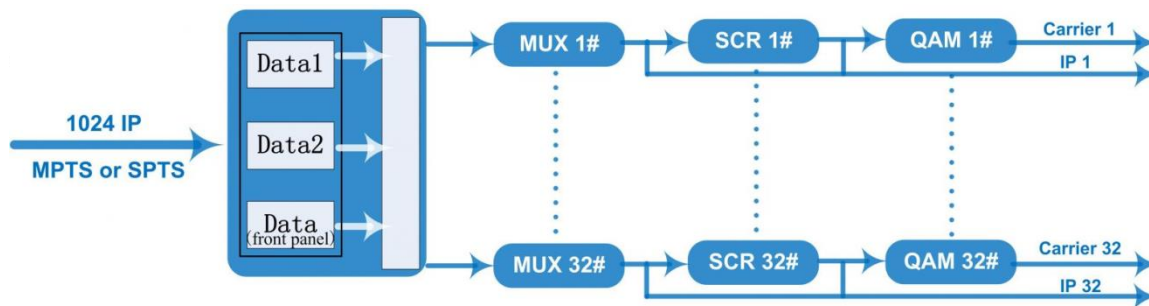 1024 IP
MPTS or SPTS
Data1
Data2
Data
(front panel)
MUX 1#
SCR 1#
QAM 1#
Carrier 1
IP 1
MUX 32#
SCR 32#
QAM 32#
Carrier 32
IP 32